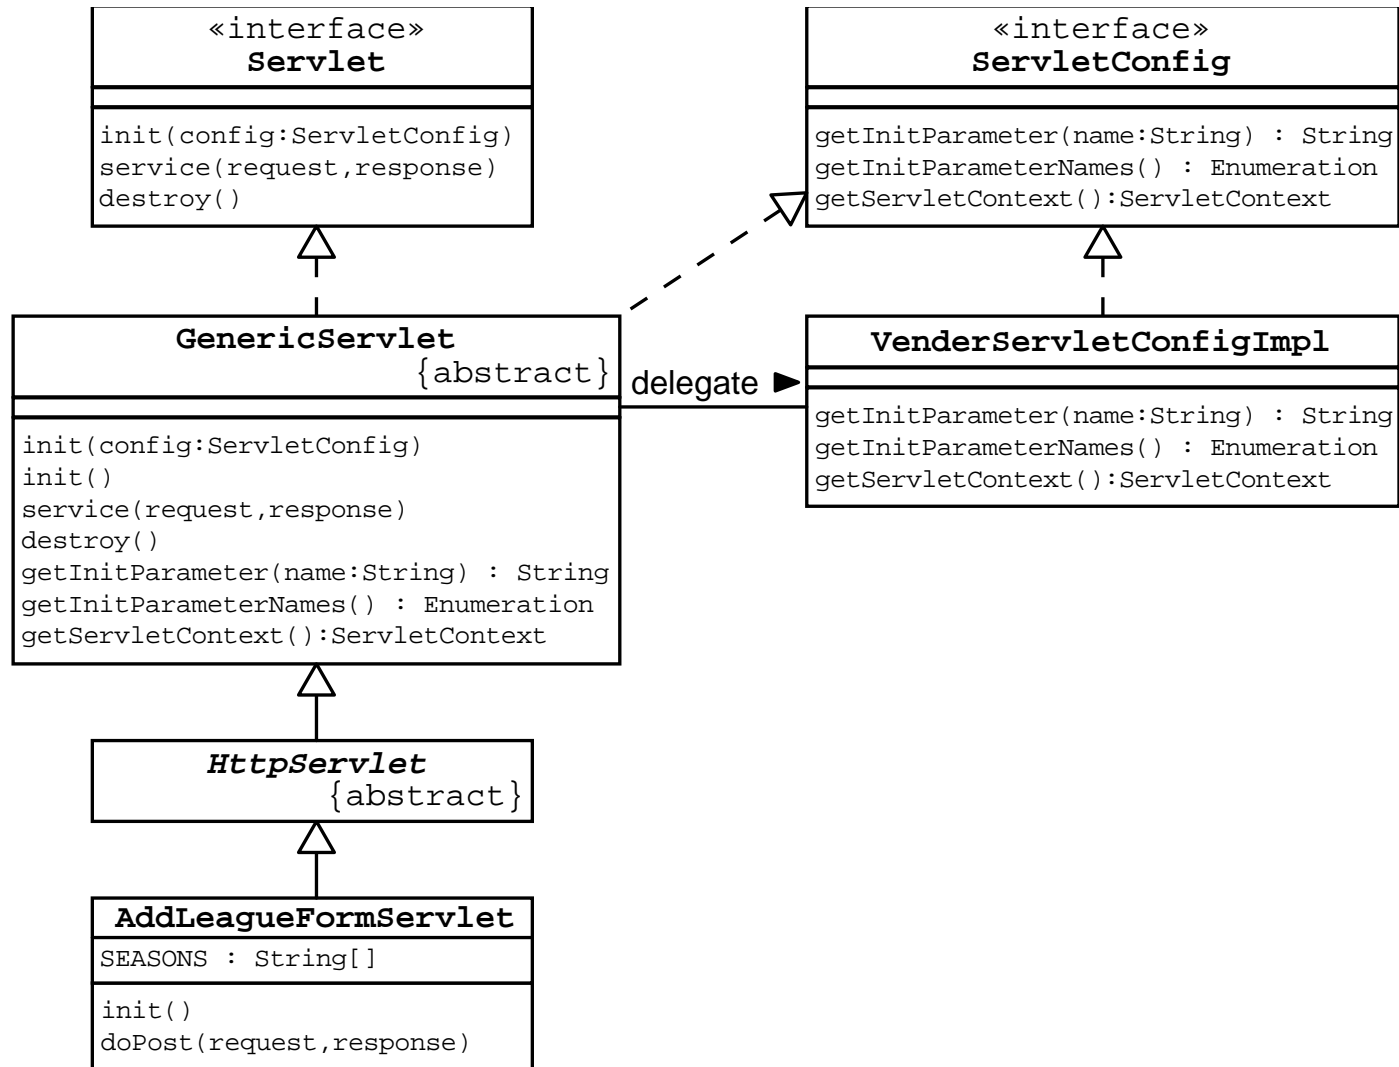 «interface»
Servlet
init(config:ServletConfig)
service(request,response)
destroy()
«interface»
ServletConfig
getInitParameter(name:String) : String
getInitParameterNames() : Enumeration
getServletContext():ServletContext
GenericServlet
{abstract}
init(config:ServletConfig)
init()
service(request,response)
destroy()
getInitParameter(name:String) : String
getInitParameterNames() : Enumeration
getServletContext():ServletContext
delegate
VenderServletConfigImpl
getInitParameter(name:String) : String
getInitParameterNames() : Enumeration
getServletContext():ServletContext
HttpServlet
{abstract}
AddLeagueFormServlet
SEASONS : String[]
init()
doPost(request,response)